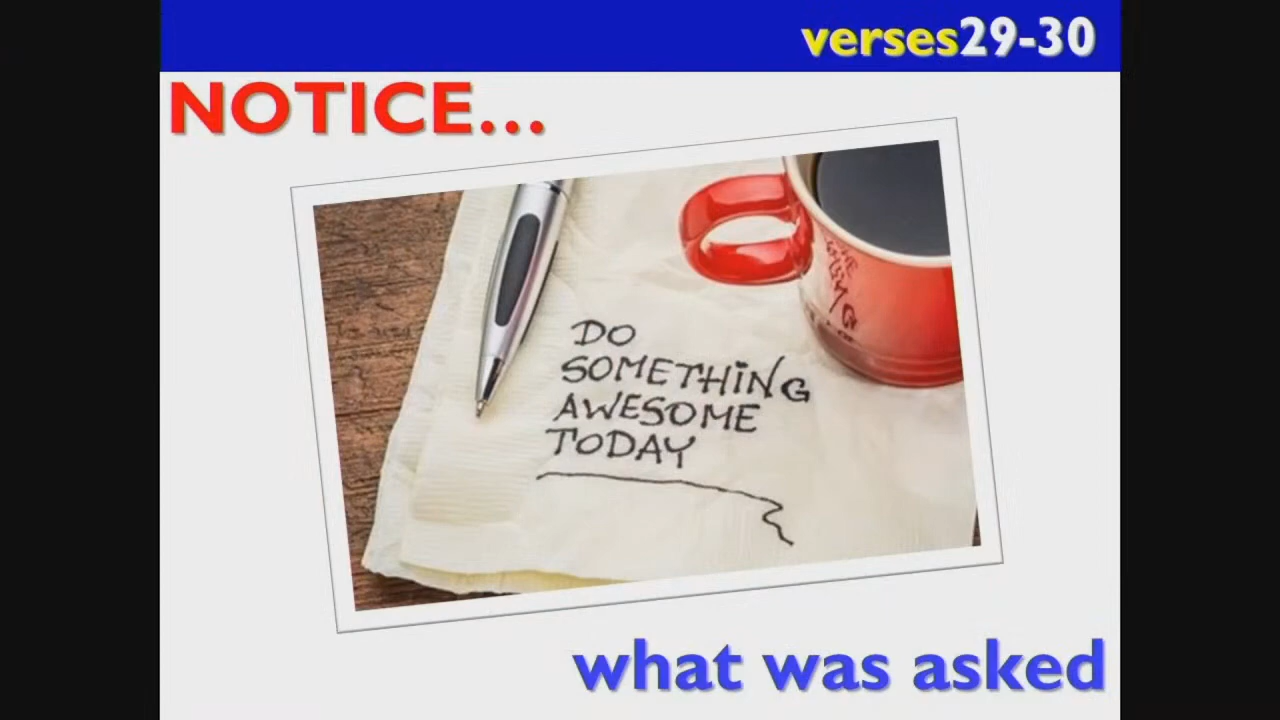 verses29-30
NOTICE...
DO
SOMETHING
AWESOME
TODAY
what was asked